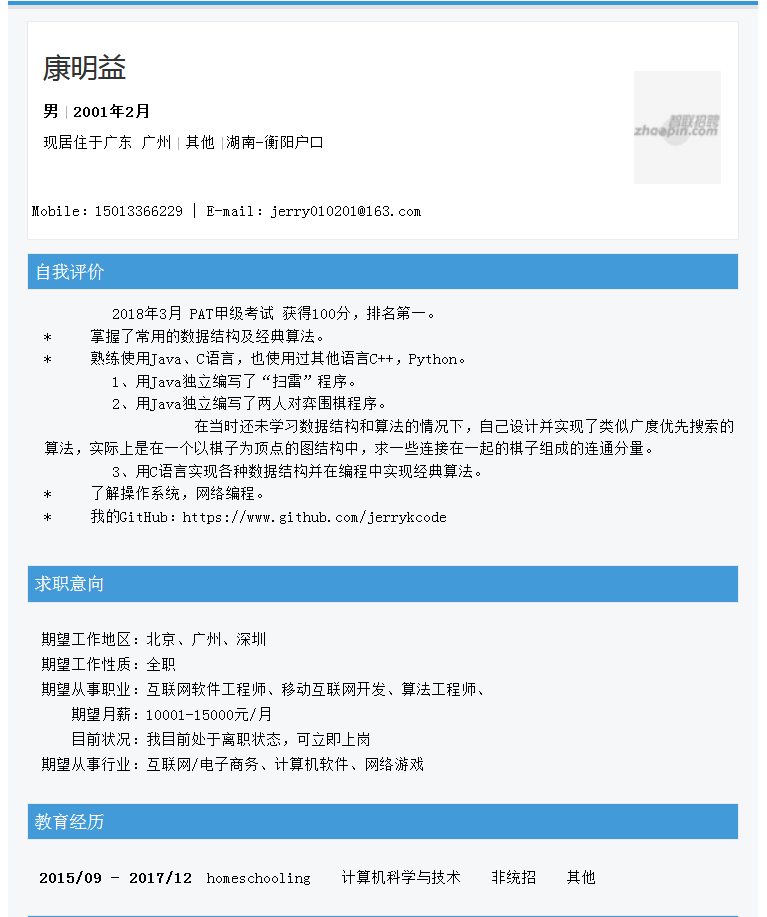 康明益
男 | 2001年2月
现居住于广东 广州 | 其他 |湖南-衡阳户口
智联招聘
zhaopin.com
Mobile: 15013366229 | E-mail: jerry010201@163.com
自我评价
2018年3月 PAT甲级考试 获得100分，排名第一。
* 掌握了常用的数据结构及经典算法。
* 熟练使用Java、C语言，也使用过其他语言C++，Python。
1、用Java独立编写了“扫雷”程序。
2、用Java独立编写了两人对弈围棋程序。
在当时还未学习数据结构和算法的情况下，自己设计并实现了类似广度优先搜索的
算法，实际上是在一个以棋子为顶点的图结构中，求一些连接在一起的棋子组成的连通分量。
3、用C语言实现各种数据结构并在编程中实现经典算法。
* 了解操作系统，网络编程。
* 我的GitHub：https://www.github.com/jerrykcode
求职意向
期望工作地区：北京、广州、深圳
期望工作性质：全职
期望从事职业：互联网软件工程师、移动互联网开发、算法工程师、
期望月薪：10001-15000元/月
目前状况：我目前处于离职状态，可立即上岗
期望从事行业：互联网/电子商务、计算机软件、网络游戏
教育经历
2015/09 - 2017/12 homeschooling 计算机科学与技术 非统招 其他